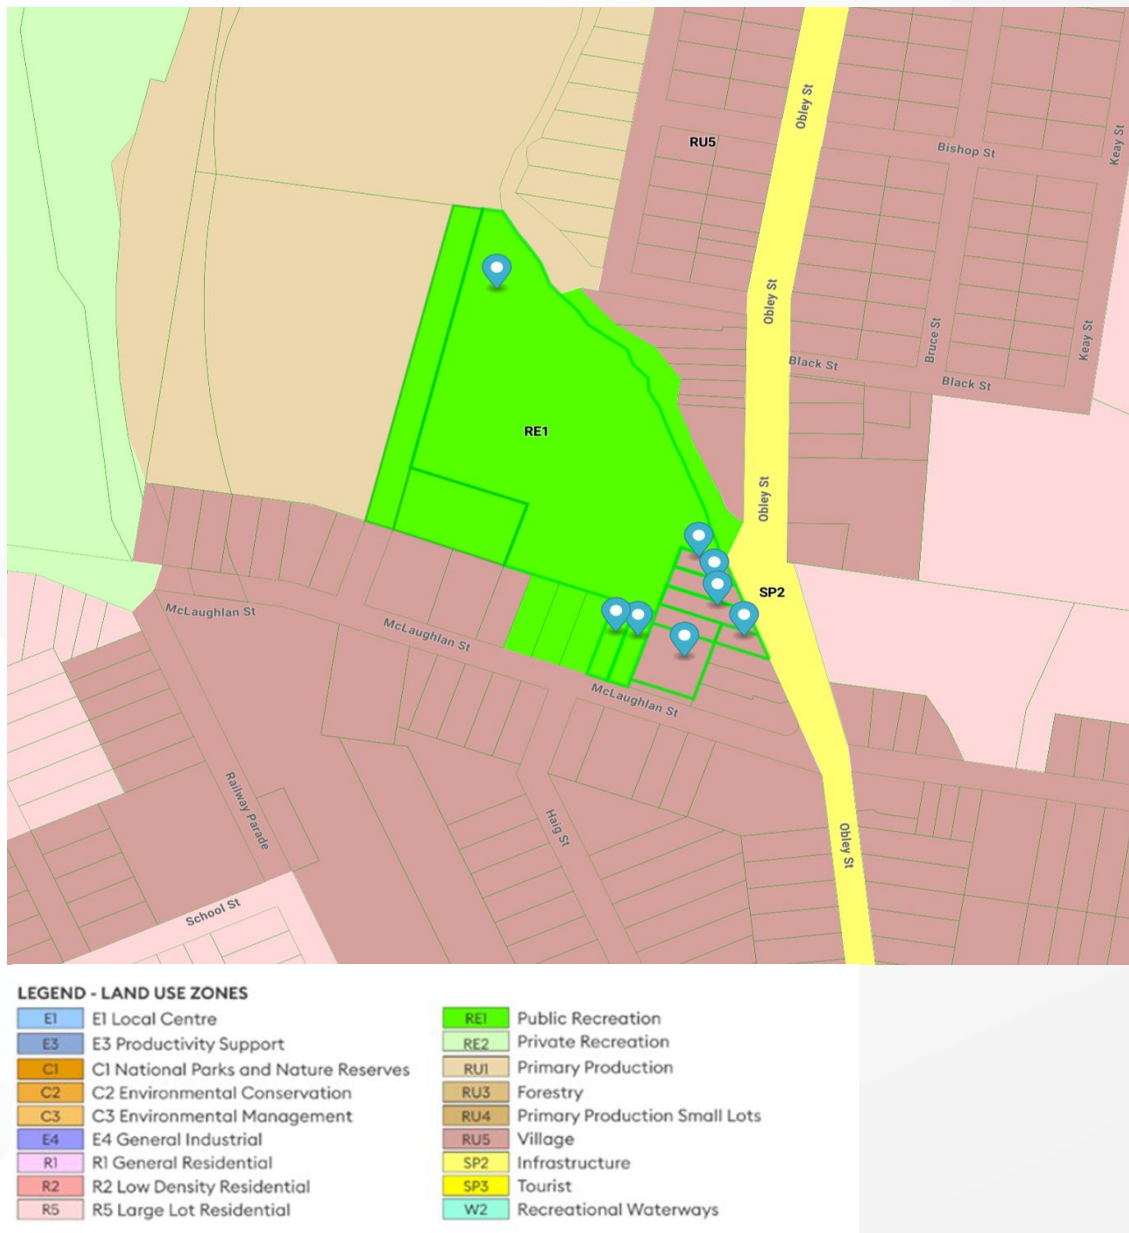 Obley St
Bishop St
Keay St
RU5
Obley St
Bruce St
Keay St
Black St
Black St
RE1
Obley St
SP2
McLaughlan St
McLaughlan St
McLaughlan St
Railway Parade
Haig St
Obley St
School St
LEGEND - LAND USE ZONES
E1 E1 Local Centre
E3 E3 Productivity Support
C1 C1 National Parks and Nature Reserves
C2 C2 Environmental Conservation
C3 C3 Environmental Management
E4 E4 General Industrial
R1 R1 General Residential
R2 R2 Low Density Residential
R5 R5 Large Lot Residential
RE1 Public Recreation
RE2 Private Recreation
RU1 Primary Production
RU3 Forestry
RU4 Primary Production Small Lots
RU5 Village
SP2 Infrastructure
SP3 Tourist
W2 Recreational Waterways